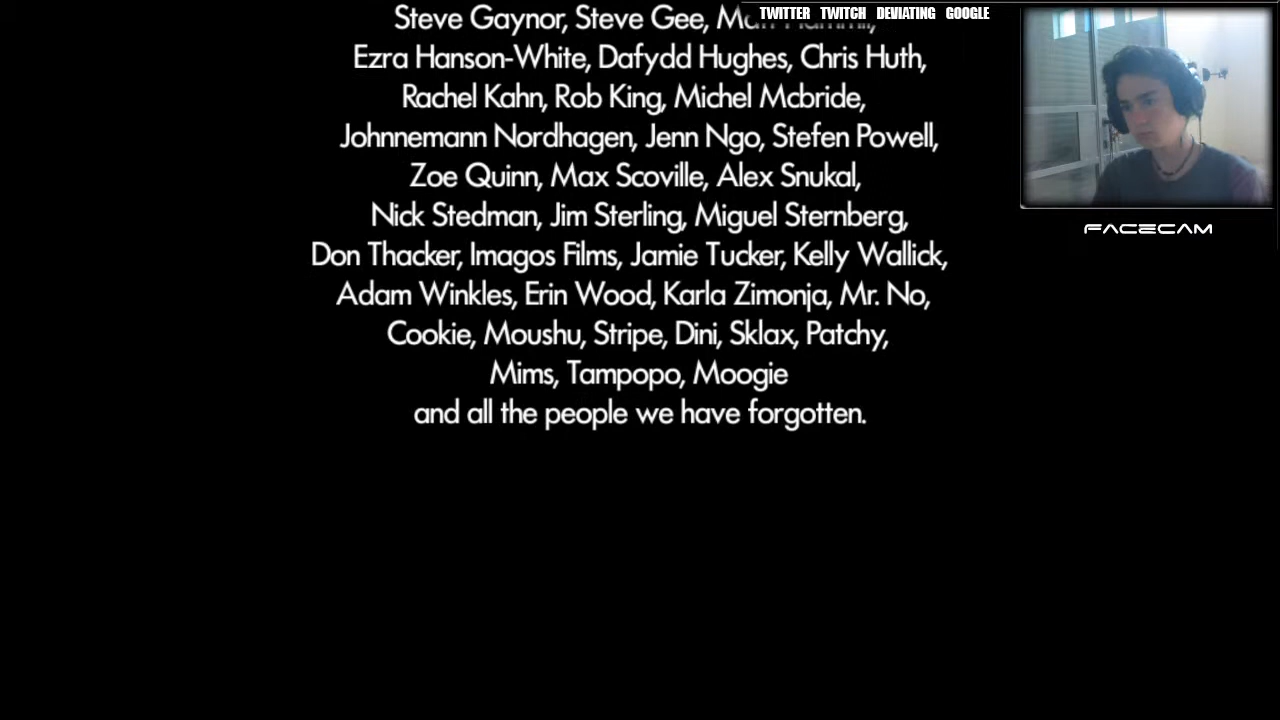 TWITTER TWITCH DEVIATING GOOGLE
Steve Gaynor, Steve Gee,
Ezra Hanson-White, Dafydd Hughes, Chris Huth,
Rachel Kahn, Rob King, Michel Mcbride,
Johnnemann Nordhagen, Jenn Ngo, Stefen Powell,
Zoe Quinn, Max Scoville, Alex Snukal,
Nick Stedman, Jim Sterling, Miguel Sternberg,
Don Thacker, Imagos Films, Jamie Tucker, Kelly Wallick,
Adam Winkles, Erin Wood, Karla Zimonja, Mr. No,
Cookie, Moushu, Stripe, Dini, Sklax, Patchy,
Mims, Tampopo, Moogie
and all the people we have forgotten.
FACECAM